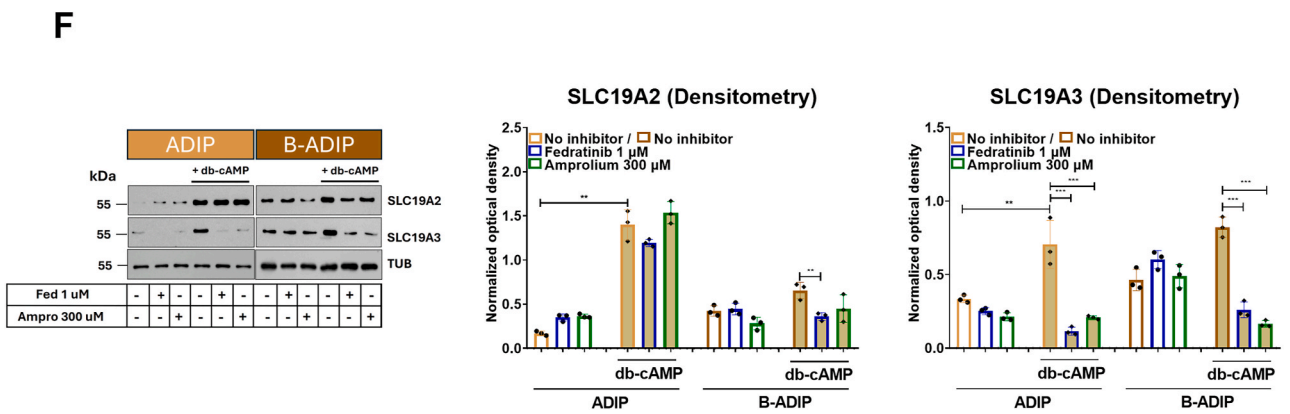 F
ADIP B-ADIP
+ db-cAMP + db-cAMP
kDa
55 SLC19A2
55 SLC19A3
55 TUB
Fed 1 uM - + - - + - - + - - + -
Ampro 300 uM - - + - - + - - + - - +
SLC19A2 (Densitometry)
Normalized optical density
2.5
2.0
1.5
1.0
0.5
0.0
No inhibitor / No inhibitor
Fedratinib 1 µM
Amprolium 300 µM
**
**
db-cAMP db-cAMP
ADIP B-ADIP
SLC19A3 (Densitometry)
Normalized optical density
1.5
1.0
0.5
0.0
No inhibitor / No inhibitor
Fedratinib 1 µM
Amprolium 300 µM
**
***
***
***
***
db-cAMP db-cAMP
ADIP B-ADIP